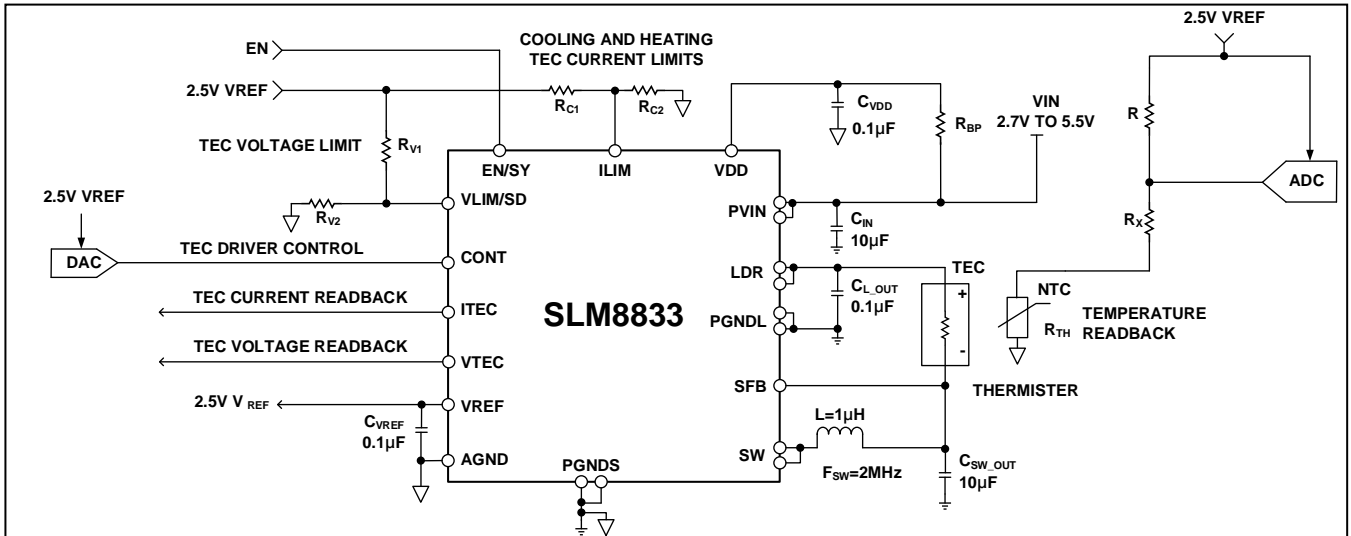 2.5V VREF
EN
COOLING AND HEATING
TEC CURRENT LIMITS
2.5V VREF
RC1
RC2
CVDD
0.1µF
RBP
VIN
2.7V TO 5.5V
R
TEC VOLTAGE LIMIT
RV1
EN/SY
ILIM
VDD
ADC
2.5V VREF
RV2
VLIM/SD
PVIN
CIN
10µF
RX
DAC
TEC DRIVER CONTROL
CONT
LDR
TEC
TEC CURRENT READBACK
ITEC
SLM8833
PGNDL
CL_OUT
0.1µF
+
-
NTC
RTH
TEMPERATURE
READBACK
TEC VOLTAGE READBACK
VTEC
SFB
THERMISTER
2.5V VREF
VREF
CVREF
0.1µF
L=1µH
SW
AGND
PGNDS
FSW=2MHz
CSW_OUT
10µF